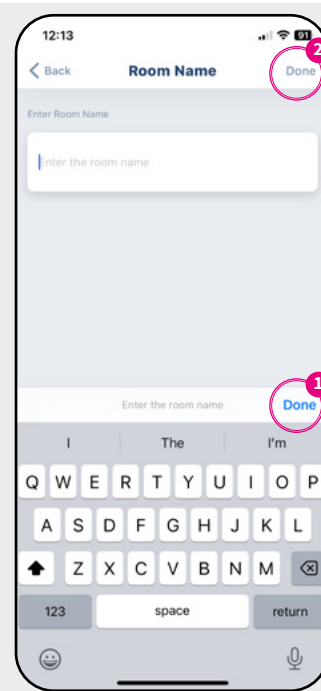 12:13 91
2
Back Room Name Done
Enter Room Name
Enter the room name
1
Enter the room name Done
I The I'm
Q W E R T Y U I O P
A S D F G H J K L
Z X C V B N M
123 space return